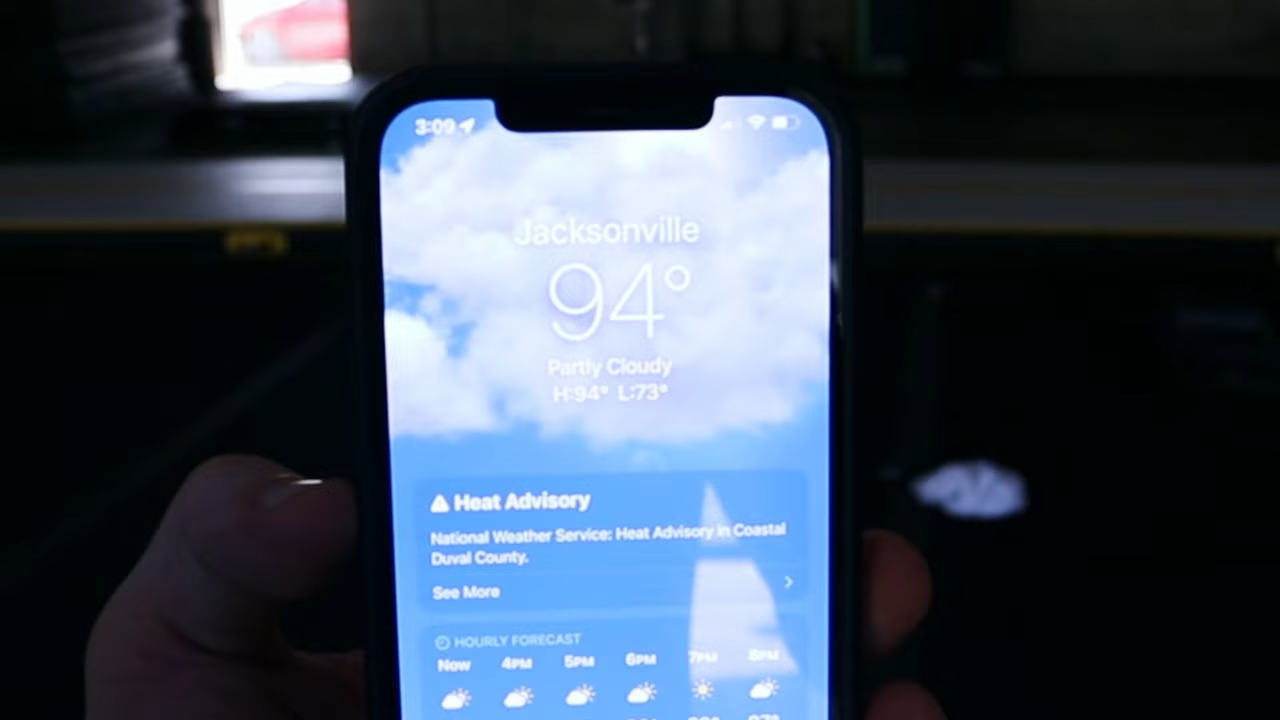 3:09
Jacksonville
94°
Partly Cloudy
H:94° L:73°
Heat Advisory
National Weather Service: Heat Advisory in Coastal
Duval County.
See More
HOURLY FORECAST
Now 4PM 5PM 6PM 7PM 8PM